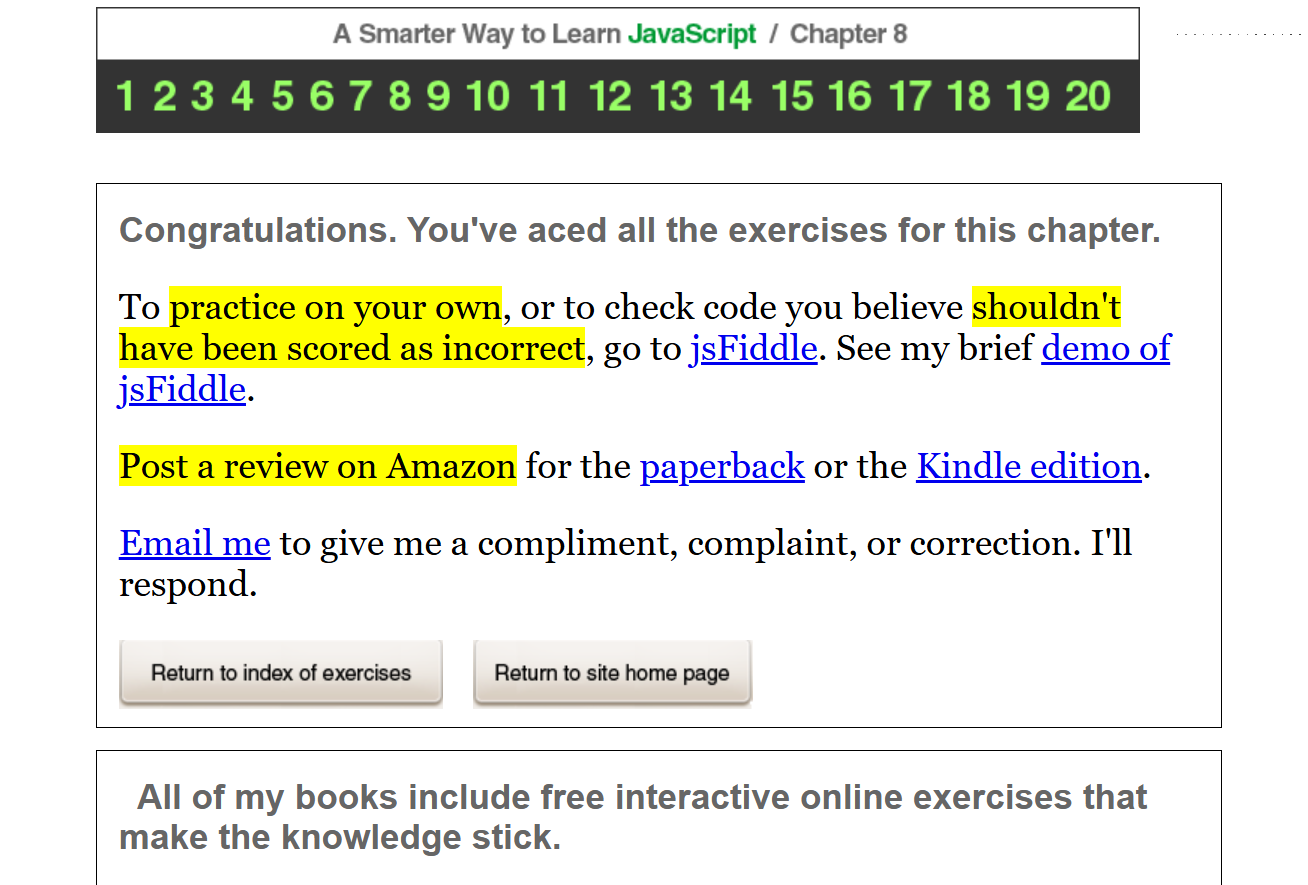 A Smarter Way to Learn JavaScript / Chapter 8
1 2 3 4 5 6 7 8 9 10 11 12 13 14 15 16 17 18 19 20
Congratulations. You've aced all the exercises for this chapter.
To practice on your own, or to check code you believe shouldn't
have been scored as incorrect, go to jsFiddle. See my brief demo of
jsFiddle.
Post a review on Amazon for the paperback or the Kindle edition.
Email me to give me a compliment, complaint, or correction. I'll
respond.
Return to index of exercises Return to site home page
All of my books include free interactive online exercises that
make the knowledge stick.